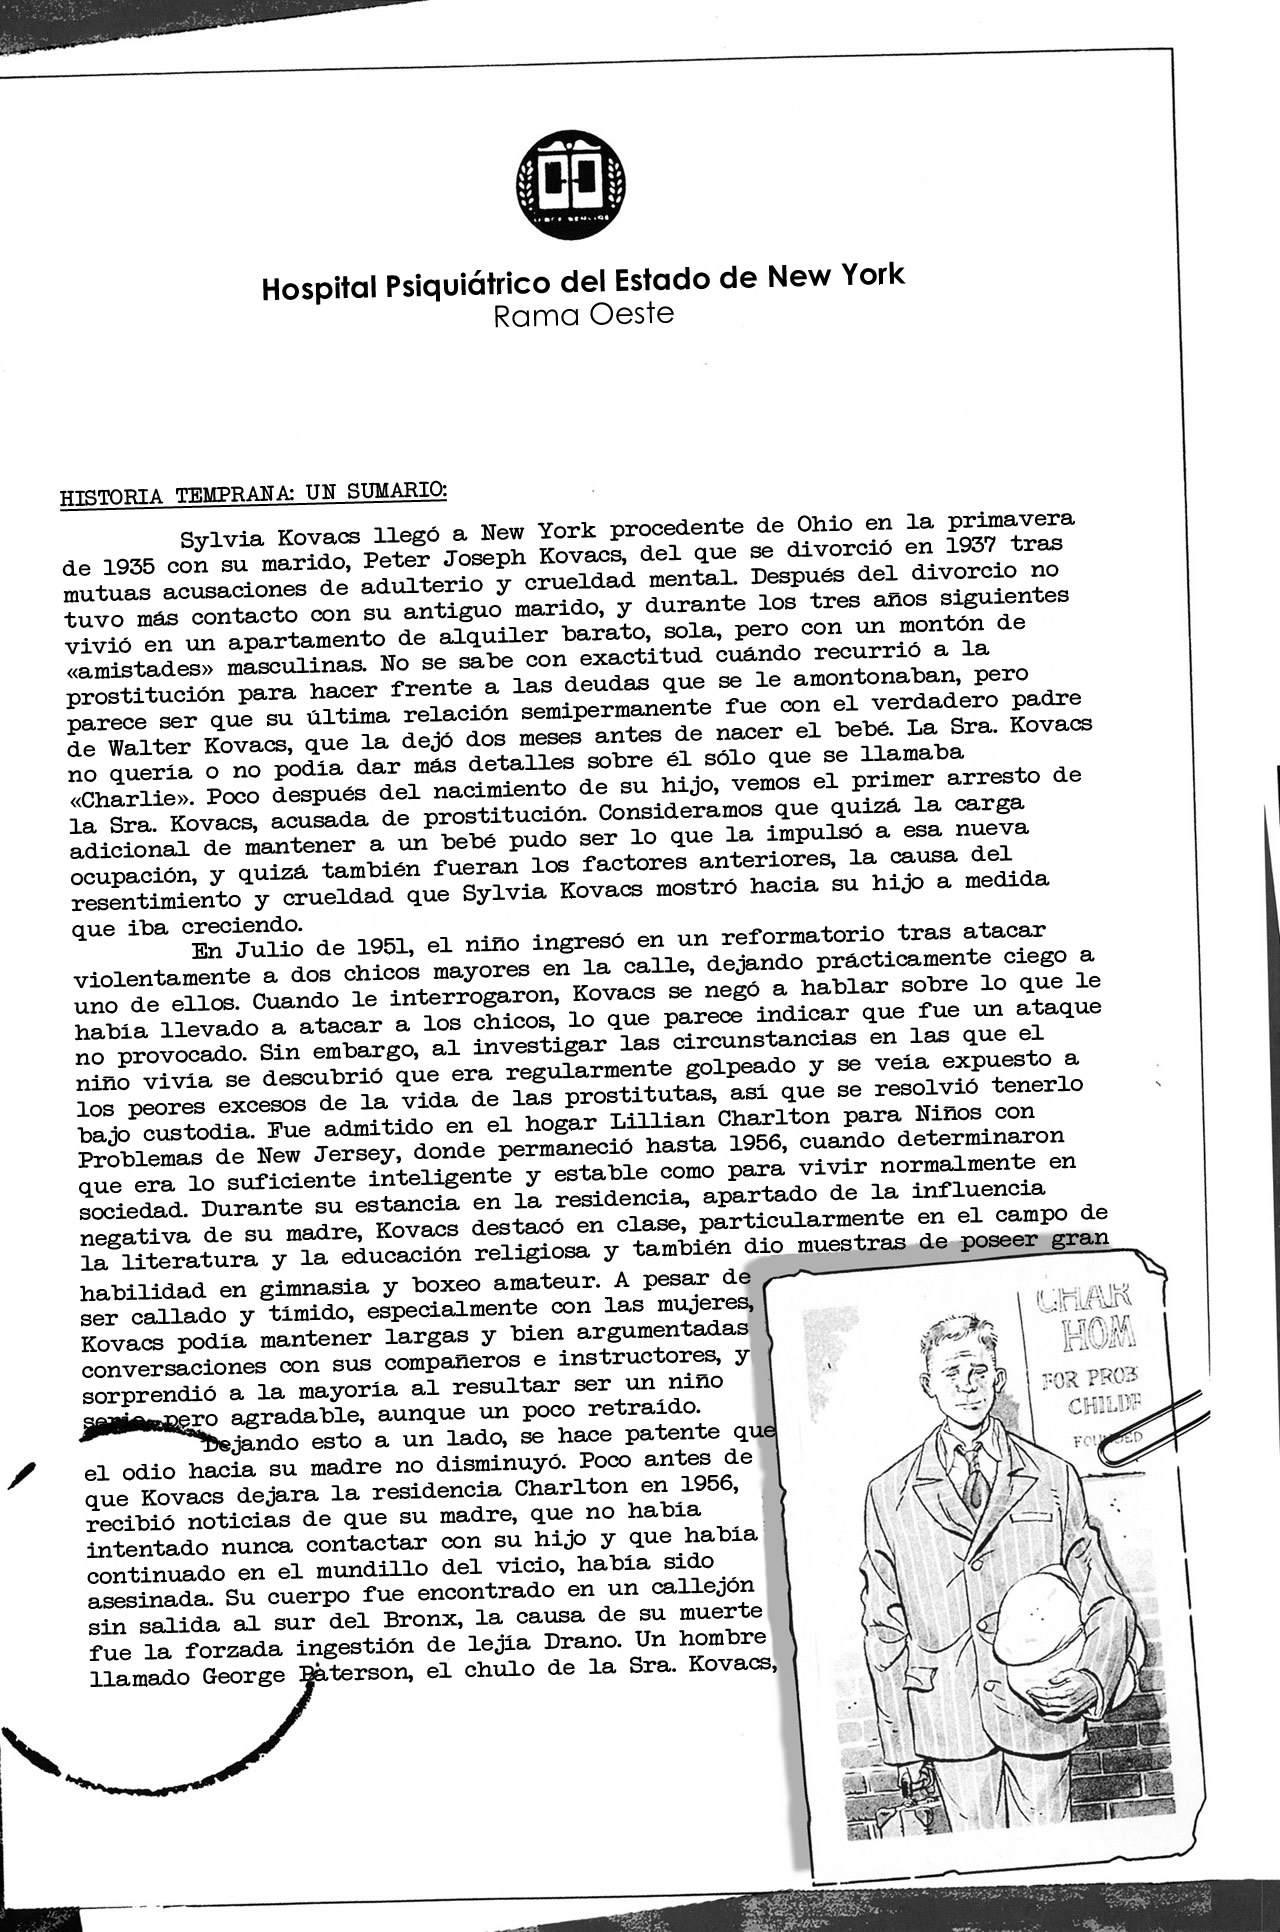 Hospital Psiquiátrico del Estado de New York
Rama Oeste
HISTORIA TEMPRANA: UN SUMARIO:
Sylvia Kovacs llegó a New York procedente de Ohio en la primavera
de 1935 con su marido, Peter Joseph Kovacs, del que se divorció en 1937 tras
mutuas acusaciones de adulterio y crueldad mental. Después del divorcio no
tuvo más contacto con su antiguo marido, y durante los tres años siguientes
vivió en un apartamento de alquiler barato, sola, pero con un montón de
«amistades» masculinas. No se sabe con exactitud cuándo recurrió a la
prostitución para hacer frente a las deudas que se le amontonaban, pero
parece ser que su última relación semipermanente fue con el verdadero padre
de Walter Kovacs, que la dejó dos meses antes de nacer el bebé. La Sra. Kovacs
no quería o no podía dar más detalles sobre él sólo que se llamaba
«Charlie». Poco después del nacimiento de su hijo, vemos el primer arresto de
la Sra. Kovacs, acusada de prostitución. Consideramos que quizá la carga
adicional de mantener a un bebé pudo ser lo que la impulsó a esa nueva
ocupación, y quizá también fueran los factores anteriores, la causa del
resentimiento y crueldad que Sylvia Kovacs mostró hacia su hijo a medida
que iba creciendo.
En Julio de 1951, el niño ingresó en un reformatorio tras atacar
violentamente a dos chicos mayores en la calle, dejando prácticamente ciego a
uno de ellos. Cuando le interrogaron, Kovacs se negó a hablar sobre lo que le
había llevado a atacar a los chicos, lo que parece indicar que fue un ataque
no provocado. Sin embargo, al investigar las circunstancias en las que el
niño vivía se descubrió que era regularmente golpeado y se veía expuesto a
los peores excesos de la vida de las prostitutas, así que se resolvió tenerlo
bajo custodia. Fue admitido en el hogar Lillian Charlton para Niños con
Problemas de New Jersey, donde permaneció hasta 1956, cuando determinaron
que era lo suficiente inteligente y estable como para vivir normalmente en
sociedad. Durante su estancia en la residencia, apartado de la influencia
negativa de su madre, Kovacs destacó en clase, particularmente en el campo de
la literatura y la educación religiosa y también dio muestras de poseer gran
habilidad en gimnasia y boxeo amateur. A pesar de
ser callado y tímido, especialmente con las mujeres,
Kovacs podía mantener largas y bien argumentadas
conversaciones con sus compañeros e instructores, y
sorprendió a la mayoría al resultar ser un niño
serio pero agradable, aunque un poco retraído.
Dejando esto a un lado, se hace patente que
el odio hacia su madre no disminuyó. Poco antes de
que Kovacs dejara la residencia Charlton en 1956,
recibió noticias de que su madre, que no había
intentado nunca contactar con su hijo y que había
continuado en el mundillo del vicio, había sido
asesinada. Su cuerpo fue encontrado en un callejón
sin salida al sur del Bronx, la causa de su muerte
fue la forzada ingestión de lejía Drano. Un hombre
llamado George Paterson, el chulo de la Sra. Kovacs,
CHAR
HOM
FOR PROB
CHILDR
FOUNDED